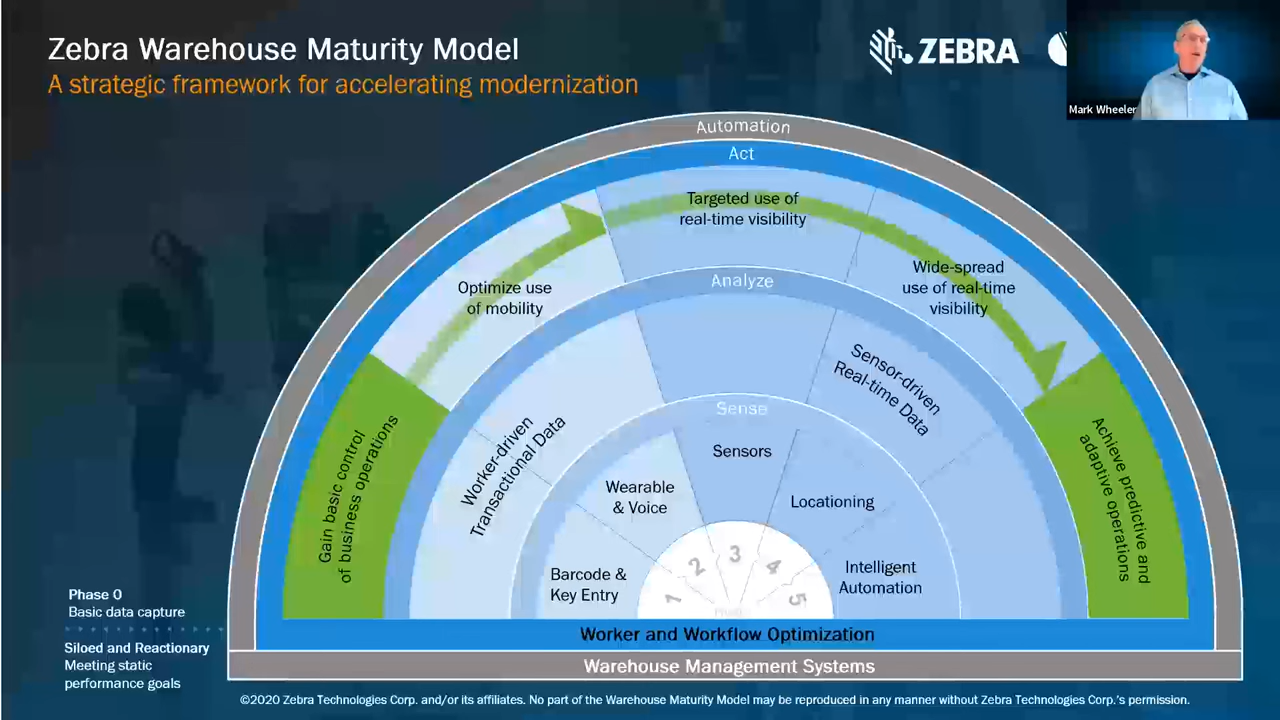 Zebra Warehouse Maturity Model
A strategic framework for accelerating modernization
ZEBRA
Mark Wheeler
Automation
Act
Targeted use of
real-time visibility
Optimize use
of mobility
Wide-spread
use of real-time
visibility
Gain basic control
of business operations
Achieve predictive and
adaptive operations
Analyze
Worker-driven
Transactional Data
Sensor-driven
Real-time Data
Sense
Barcode &
Key Entry
Wearable
& Voice
Sensors
Locationing
Intelligent
Automation
1
2
3
4
5
Phase 0
Basic data capture
Siloed and Reactionary
Meeting static
performance goals
Worker and Workflow Optimization
Warehouse Management Systems
©2020 Zebra Technologies Corp. and/or its affiliates. No part of the Warehouse Maturity Model may be reproduced in any manner without Zebra Technologies Corp.'s permission.